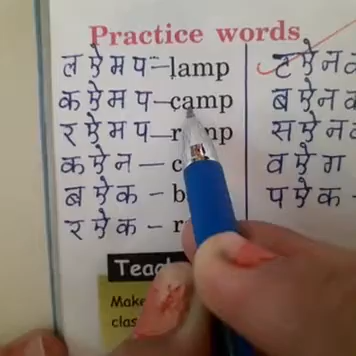 Practice words
ल ऐ म प – lamp ट ऐ न
क ऐ म प – camp ब ऐ न
र ऐ म प – r mp स ऐ न
क ऐ न – c व ऐ ग
ब ऐ क – b प ऐ क –
र ऐ क – r
Teac
Make
clas